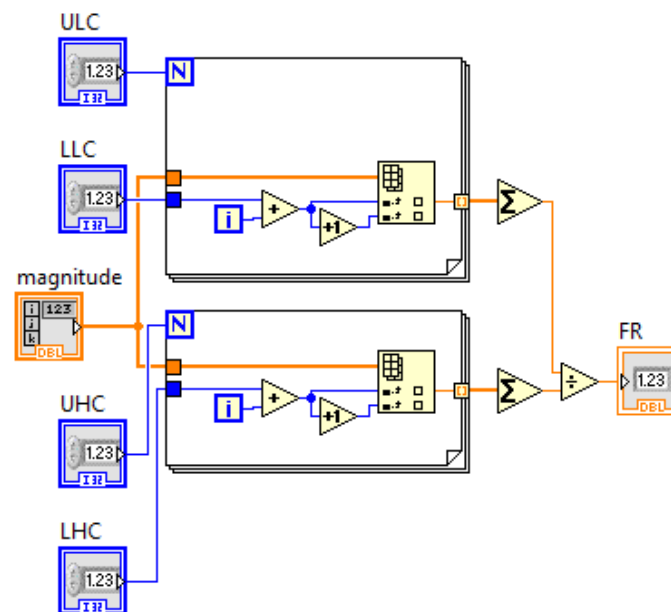 ULC
1.23
I32
N
LLC
1.23
I32
i
+
+1
Σ
magnitude
i
j
k
123
DBL
N
FR
1.23
DBL
÷
i
+
+1
Σ
UHC
1.23
I32
LHC
1.23
I32